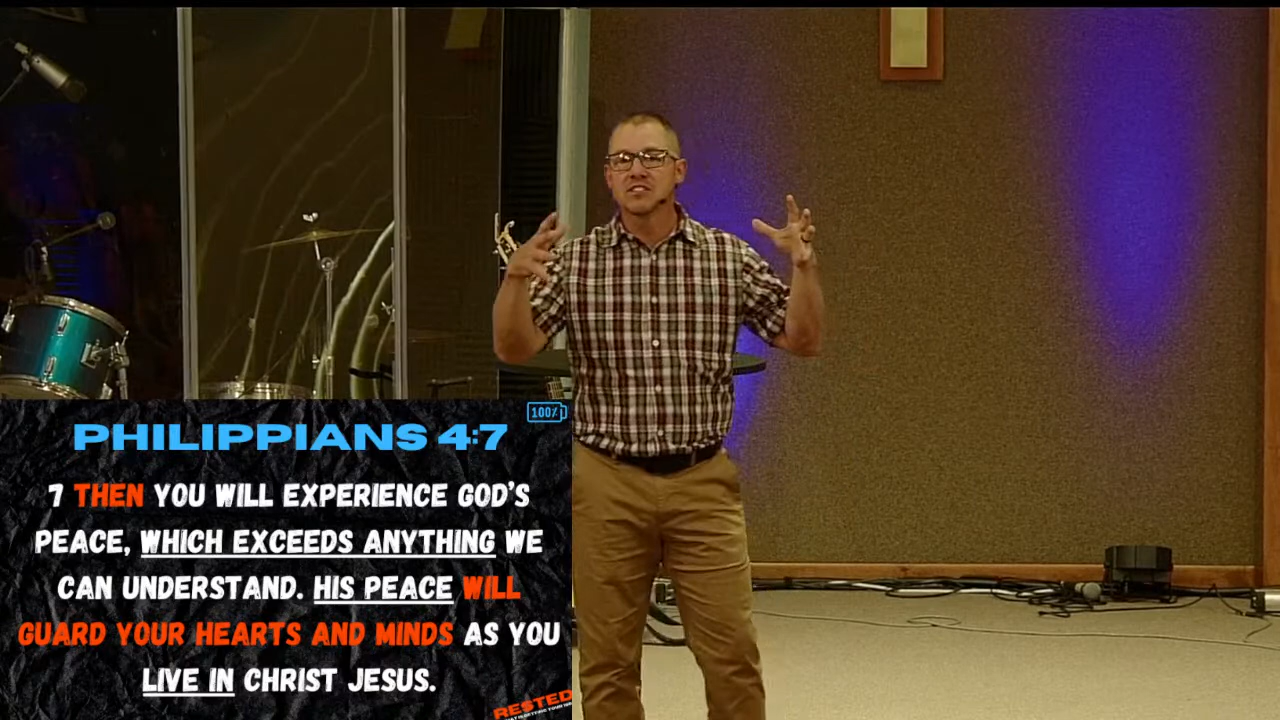 100%
PHILIPPIANS 4:7
7 THEN YOU WILL EXPERIENCE GOD'S
PEACE, WHICH EXCEEDS ANYTHING WE
CAN UNDERSTAND. HIS PEACE WILL
GUARD YOUR HEARTS AND MINDS AS YOU
LIVE IN CHRIST JESUS.
RESTED